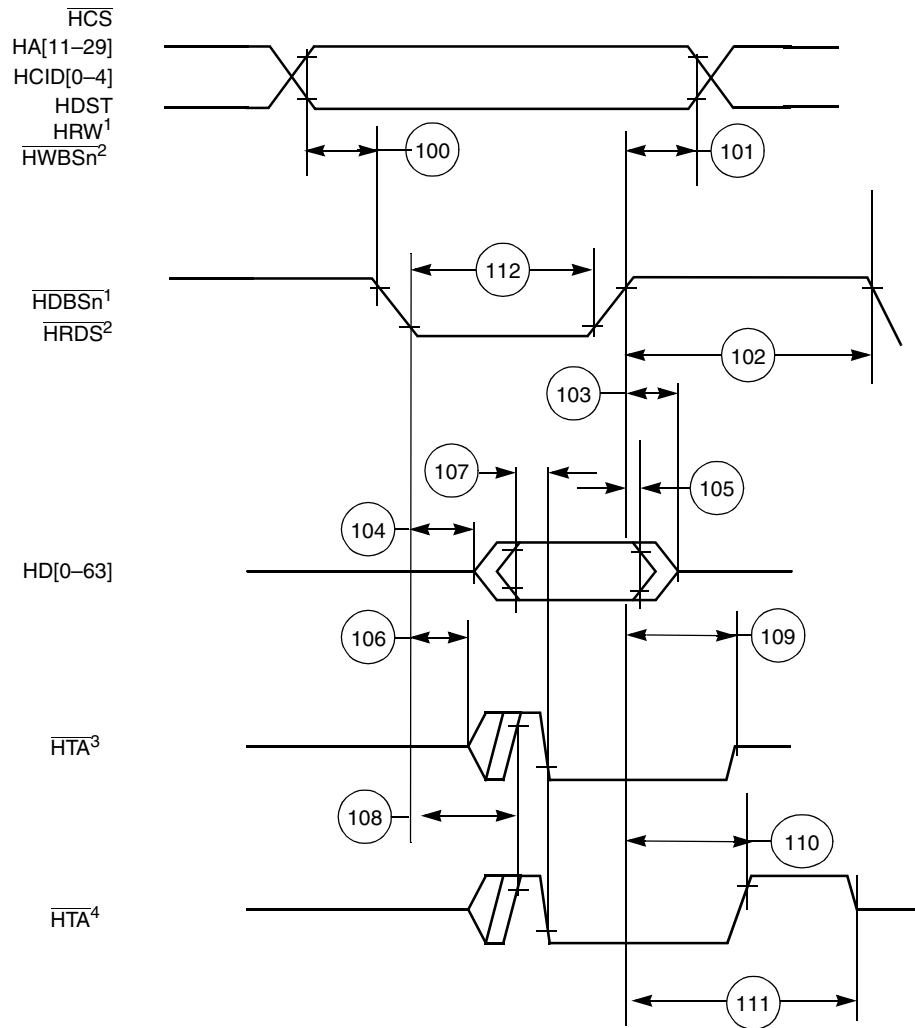 HCS
HA[11–29]
HCID[0–4]
HDST
HRW1
HWBSn2
100
101
112
HDBSn1
HRDS2
102
103
107
105
104
HD[0–63]
106
109
HTA3
108
110
HTA4
111